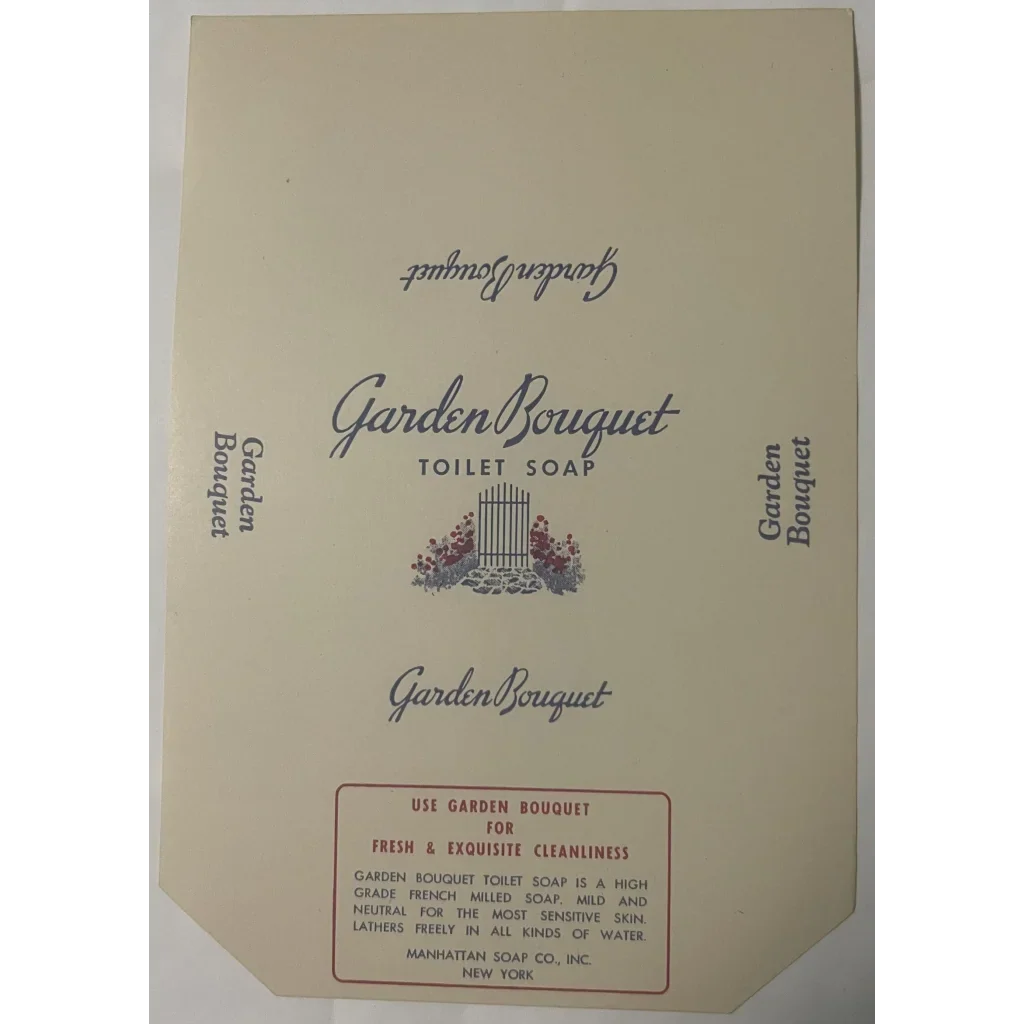 Garden Bouquet
Garden Bouquet
TOILET SOAP
Garden
Bouquet
Garden
Bouquet
Garden Bouquet
USE GARDEN BOUQUET
FOR
FRESH & EXQUISITE CLEANLINESS
GARDEN BOUQUET TOILET SOAP IS A HIGH
GRADE FRENCH MILLED SOAP. MILD AND
NEUTRAL FOR THE MOST SENSITIVE SKIN.
LATHERS FREELY IN ALL KINDS OF WATER.
MANHATTAN SOAP CO., INC.
NEW YORK